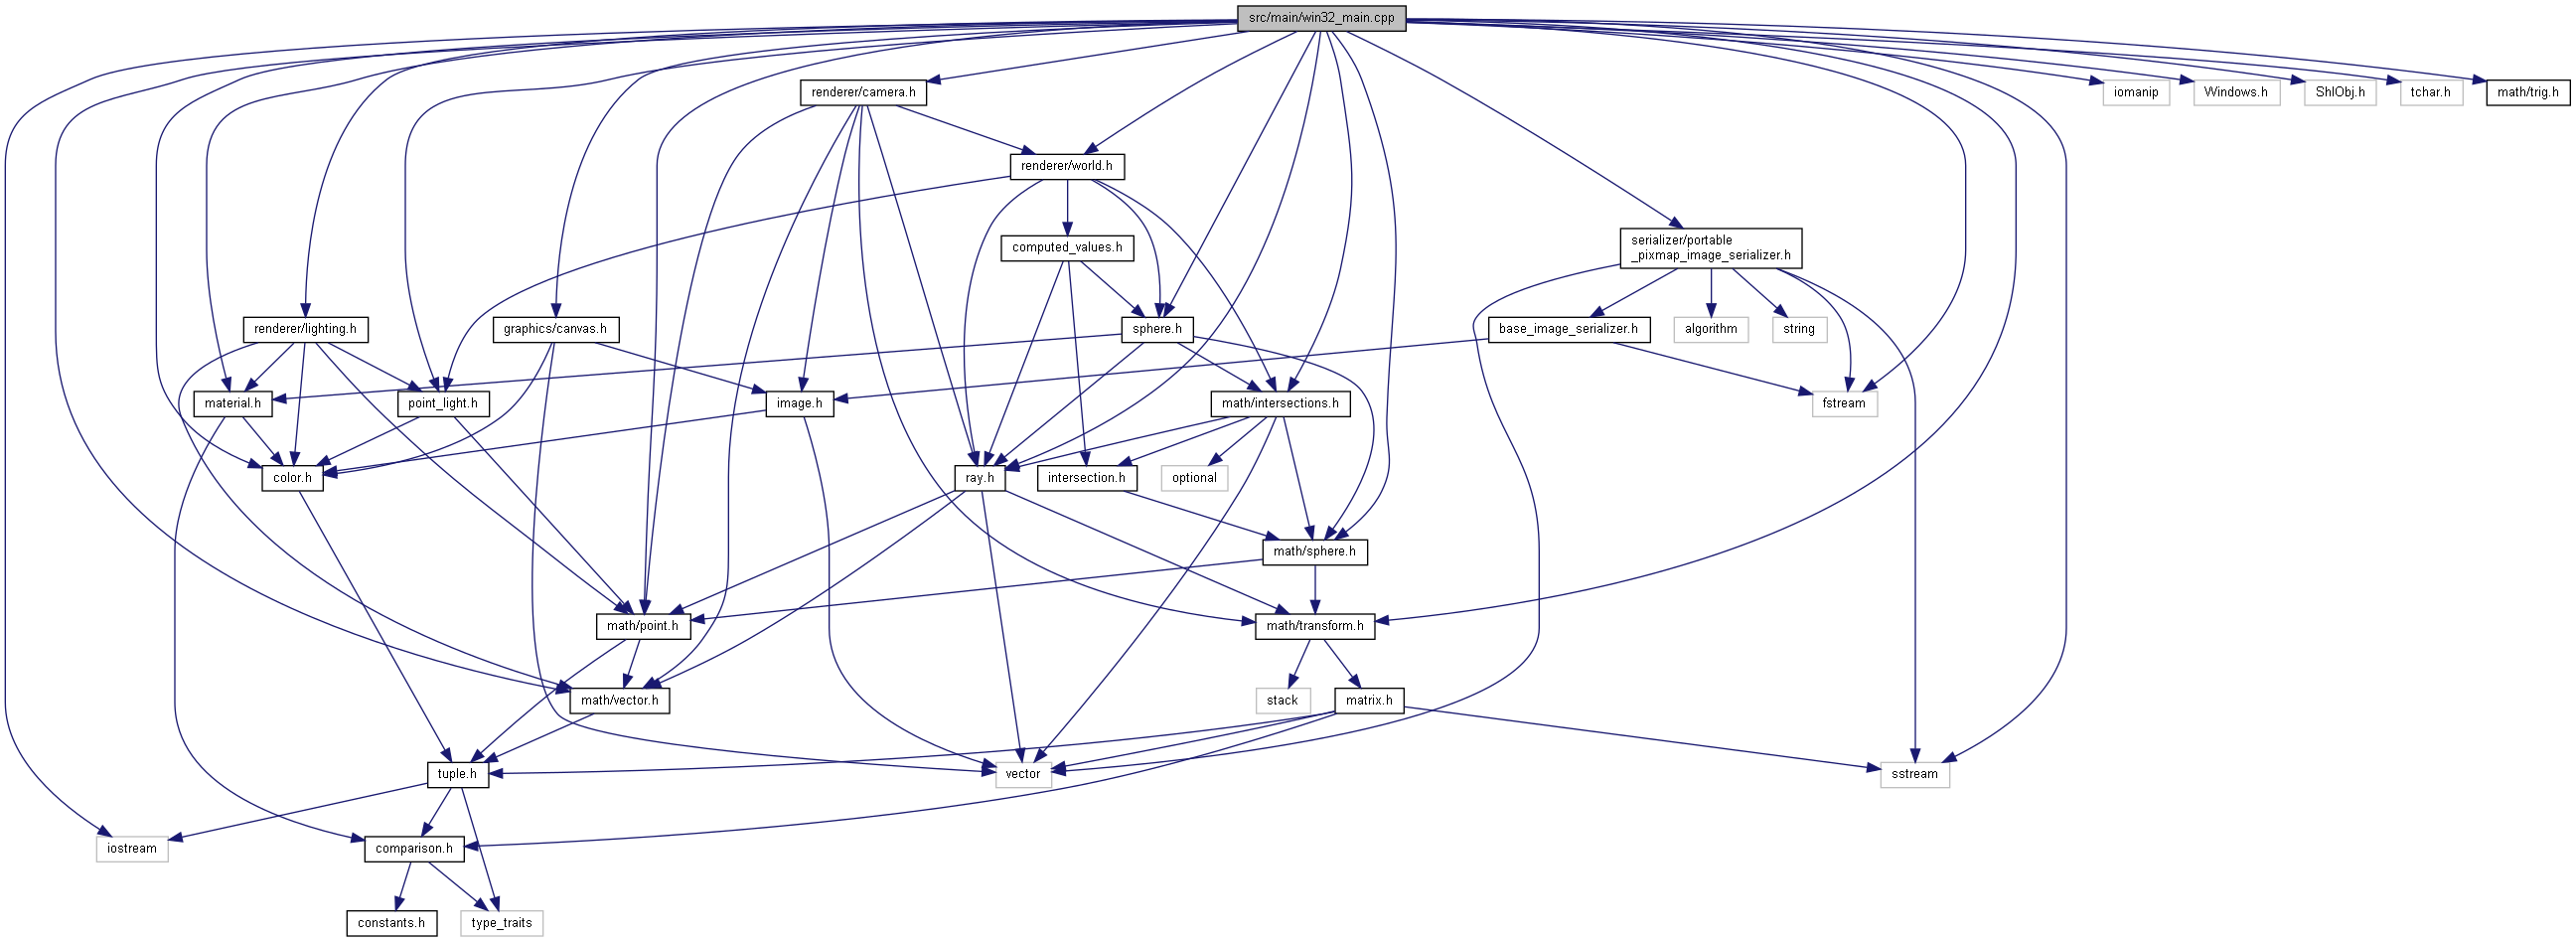 src/main/win32_main.cpp
renderer/camera.h
iomanip
Windows.h
ShlObj.h
tchar.h
math/trig.h
renderer/world.h
computed_values.h
serializer/portable
_pixmap_image_serializer.h
renderer/lighting.h
graphics/canvas.h
sphere.h
base_image_serializer.h
algorithm
string
material.h
point_light.h
image.h
math/intersections.h
fstream
color.h
ray.h
intersection.h
optional
math/sphere.h
math/point.h
math/transform.h
math/vector.h
stack
matrix.h
tuple.h
vector
sstream
iostream
comparison.h
constants.h
type_traits